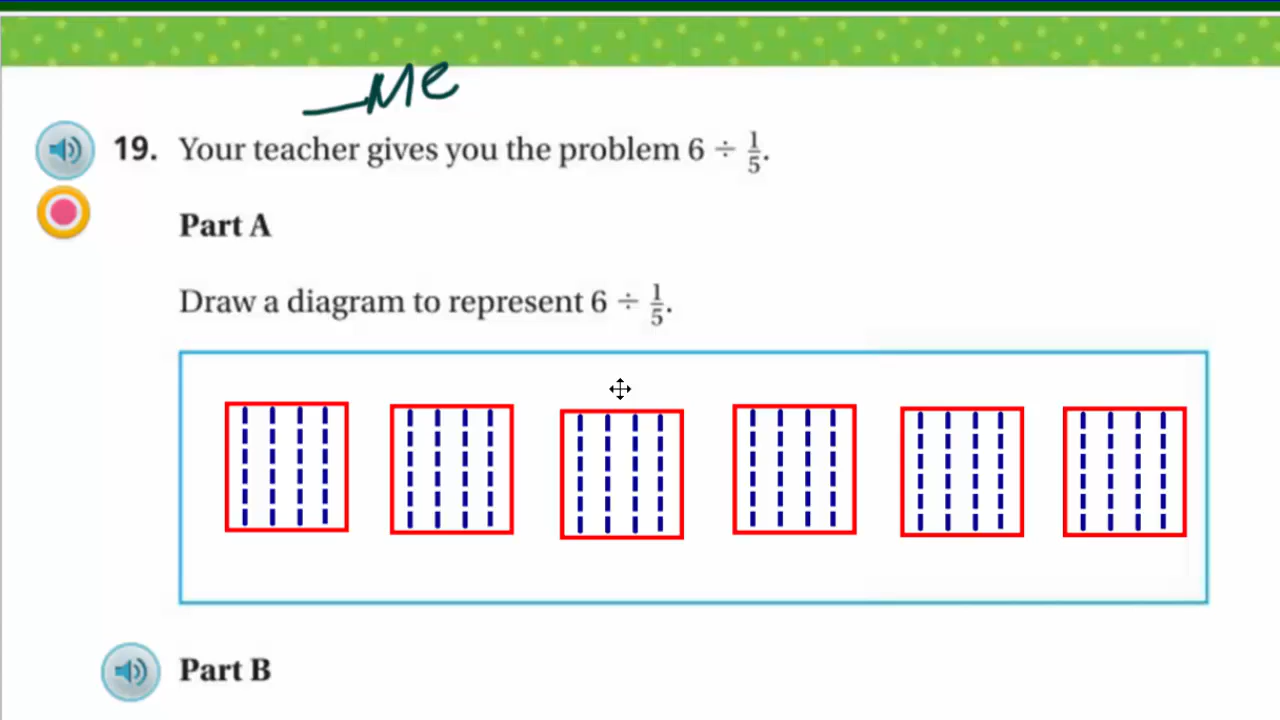 Me
19. Your teacher gives you the problem 6 ÷ 1/5.
Part A
Draw a diagram to represent 6 ÷ 1/5.
Part B